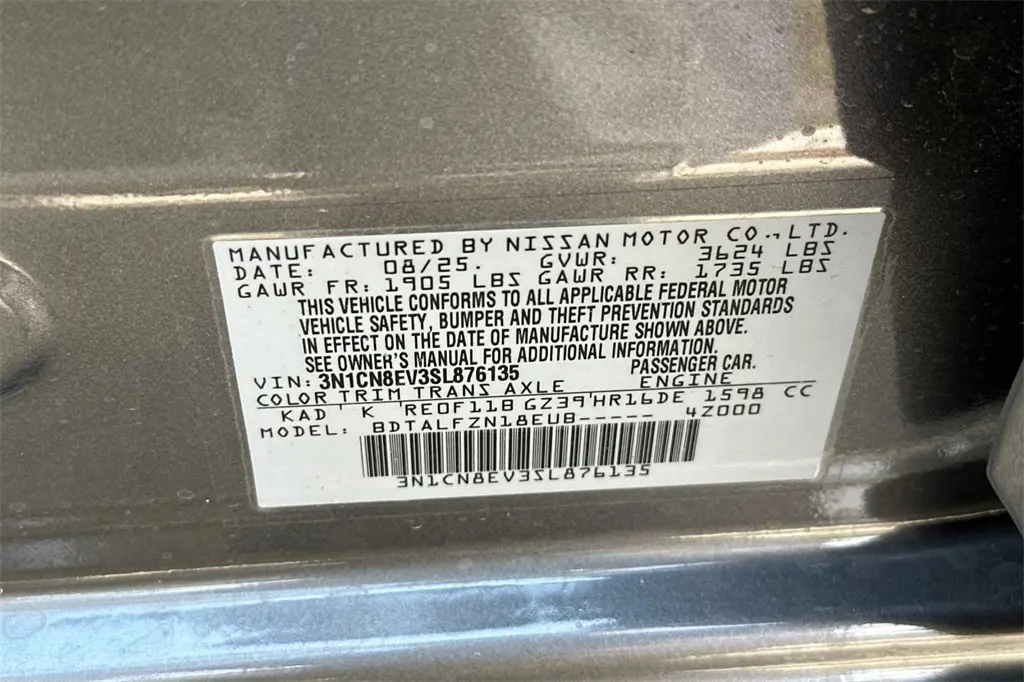 MANUFACTURED BY NISSAN MOTOR CO., LTD.
DATE: 08/25. GVWR: 3624 LBS
GAWR FR: 1905 LBS GAWR RR: 1735 LBS
THIS VEHICLE CONFORMS TO ALL APPLICABLE FEDERAL MOTOR
VEHICLE SAFETY, BUMPER AND THEFT PREVENTION STANDARDS
IN EFFECT ON THE DATE OF MANUFACTURE SHOWN ABOVE.
SEE OWNER'S MANUAL FOR ADDITIONAL INFORMATION.
VIN: 3N1CN8EV3SL876135 PASSENGER CAR.
COLOR TRIM TRANS AXLE ENGINE
KAD ' K 'RE0F11B GZ39'HR16DE 1598 CC
MODEL: BDTALFZN18EUB----- 4Z000
3N1CN8EV3SL876135